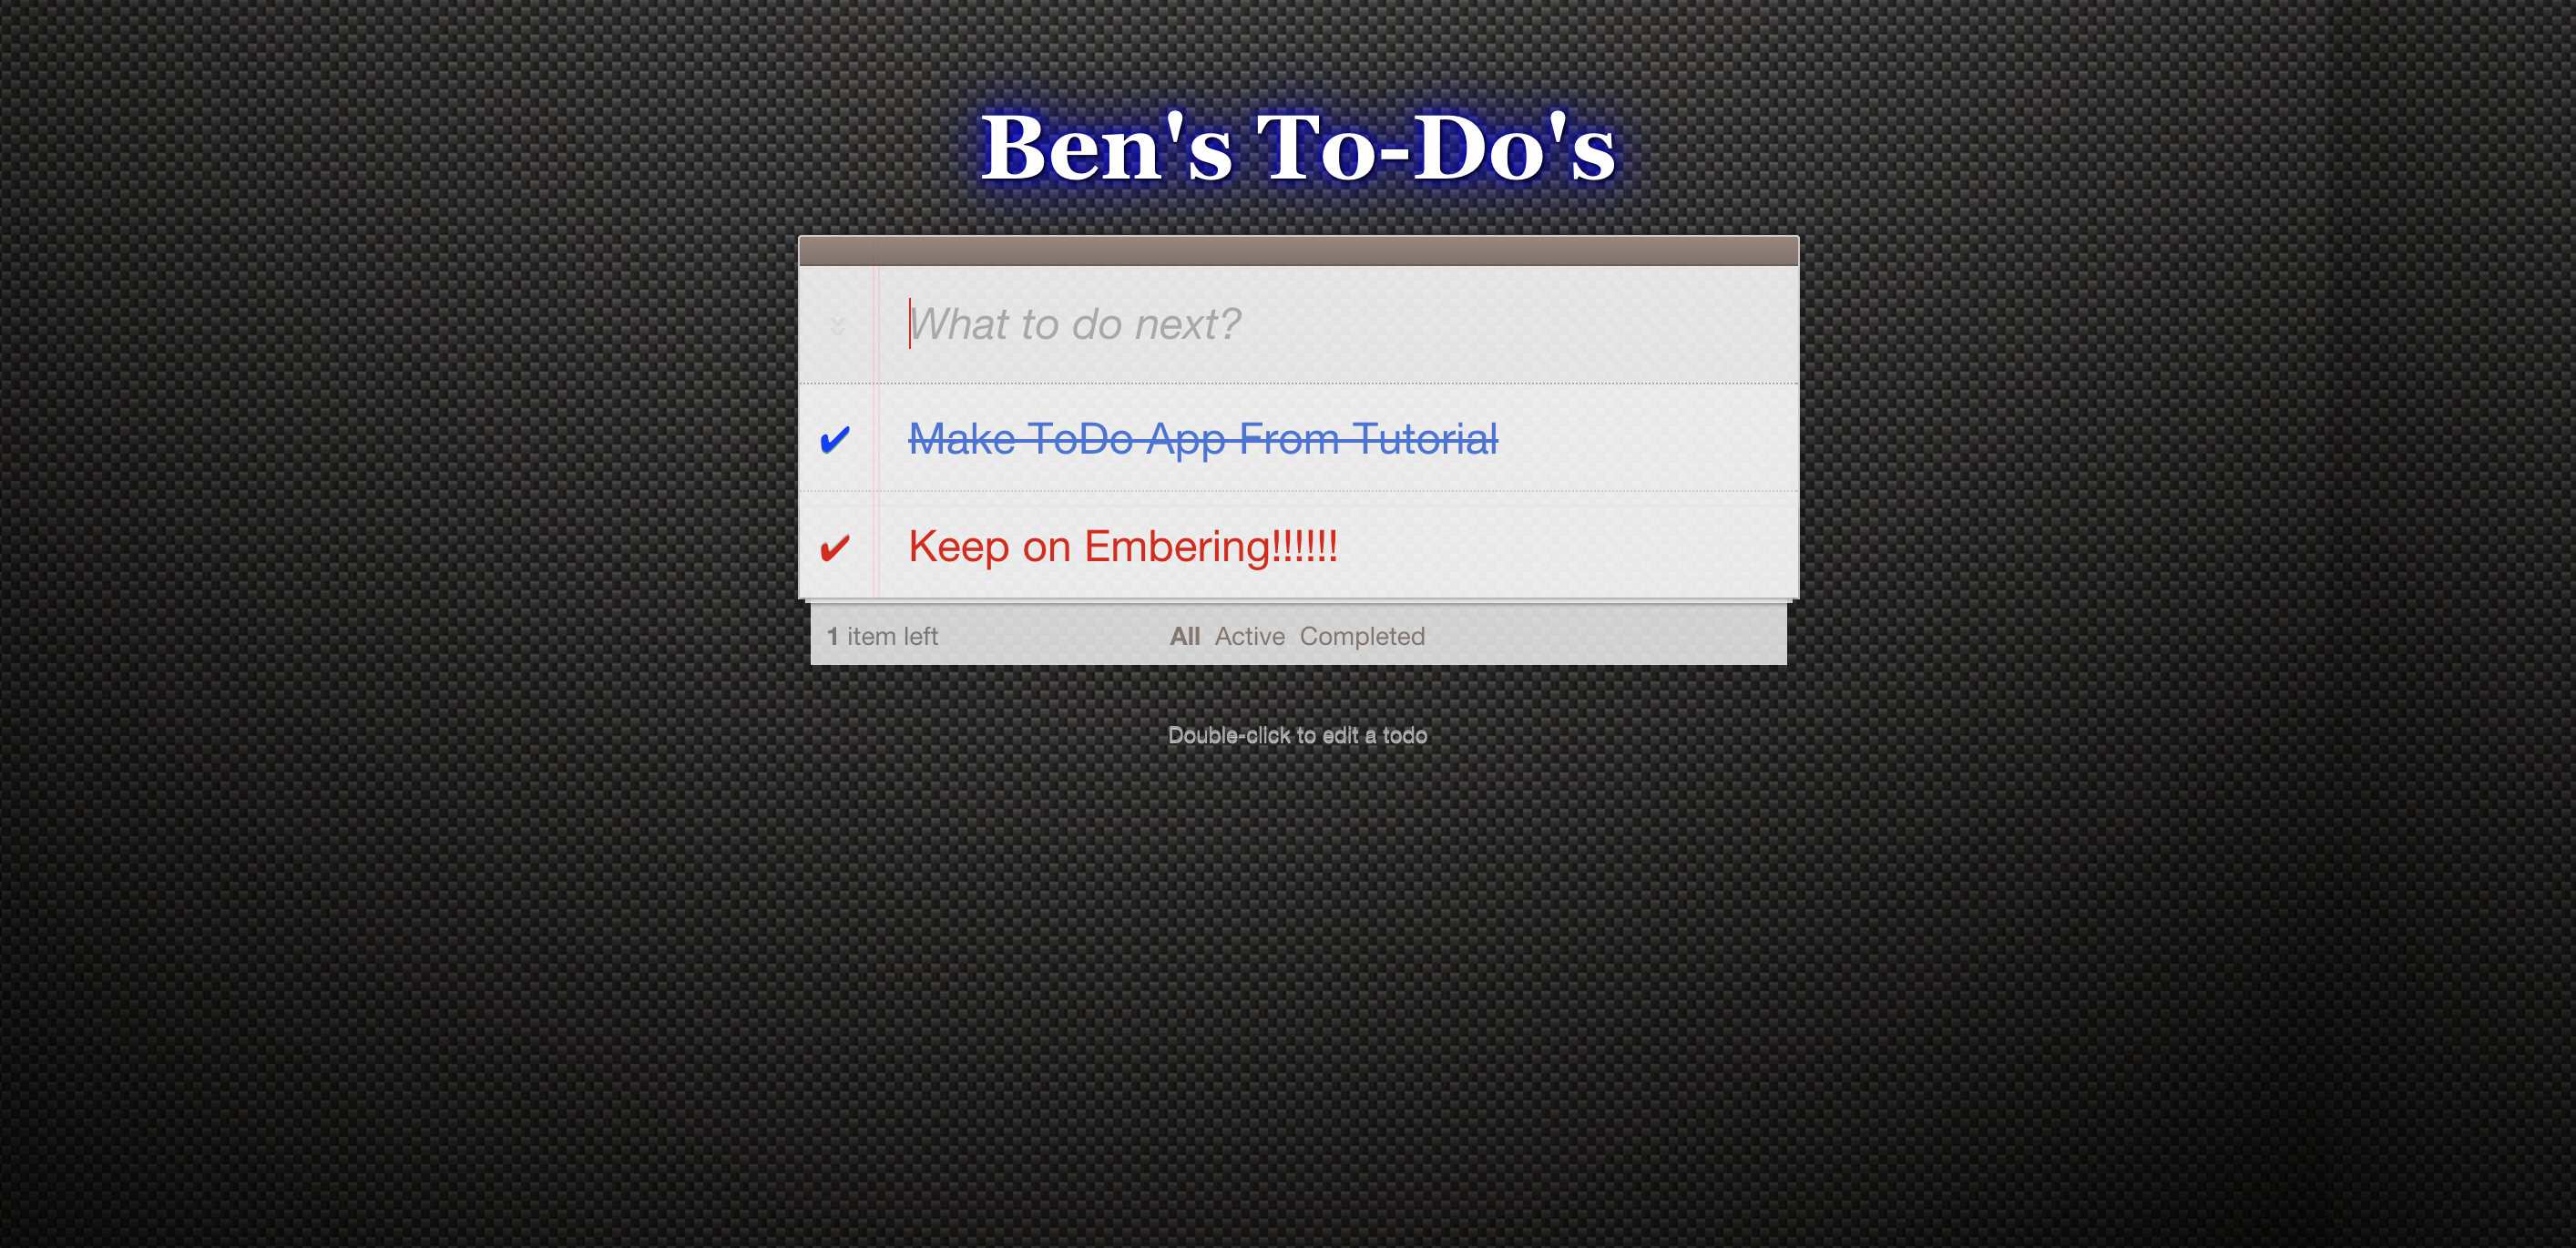 Ben's To-Do's
What to do next?
Make ToDo App From Tutorial
Keep on Embering!!!!!!
1 item left All Active Completed
Double-click to edit a todo